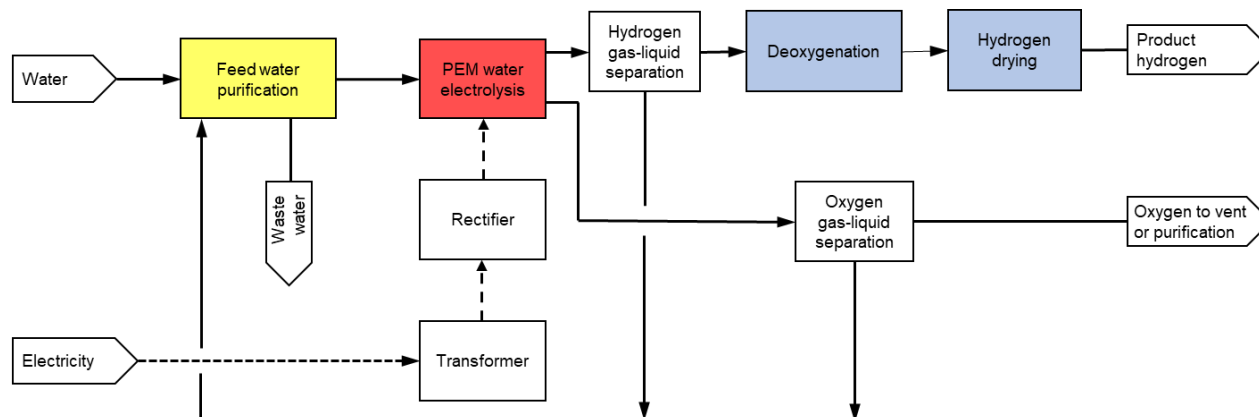 Water
Feed water
purification
PEM water
electrolysis
Hydrogen
gas-liquid
separation
Deoxygenation
Hydrogen
drying
Product
hydrogen
Waste
water
Rectifier
Oxygen
gas-liquid
separation
Oxygen to vent
or purification
Electricity
Transformer